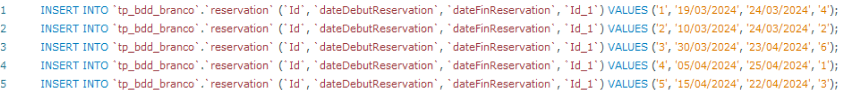 1 INSERT INTO `tp_bdd_branco`.`reservation` (`Id`, `dateDebutReservation`, `dateFinReservation`, `Id_1`) VALUES ('1', '19/03/2024', '24/03/2024', '4');
2 INSERT INTO `tp_bdd_branco`.`reservation` (`Id`, `dateDebutReservation`, `dateFinReservation`, `Id_1`) VALUES ('2', '10/03/2024', '24/03/2024', '2');
3 INSERT INTO `tp_bdd_branco`.`reservation` (`Id`, `dateDebutReservation`, `dateFinReservation`, `Id_1`) VALUES ('3', '30/03/2024', '23/04/2024', '6');
4 INSERT INTO `tp_bdd_branco`.`reservation` (`Id`, `dateDebutReservation`, `dateFinReservation`, `Id_1`) VALUES ('4', '05/04/2024', '25/04/2024', '1');
5 INSERT INTO `tp_bdd_branco`.`reservation` (`Id`, `dateDebutReservation`, `dateFinReservation`, `Id_1`) VALUES ('5', '15/04/2024', '22/04/2024', '3');